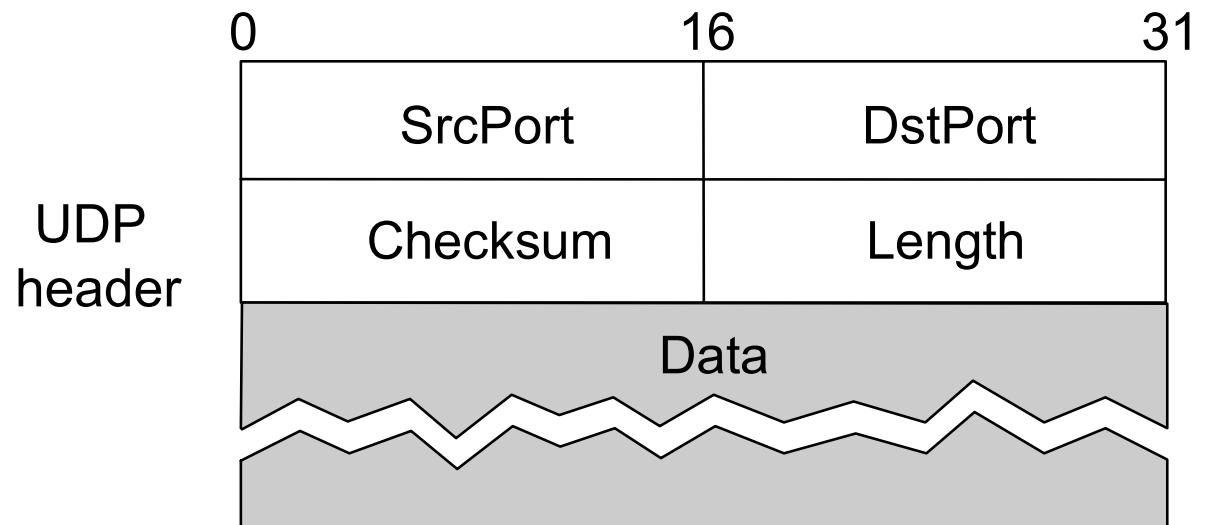 0 16 31
SrcPort DstPort
UDP
header
Checksum Length
Data